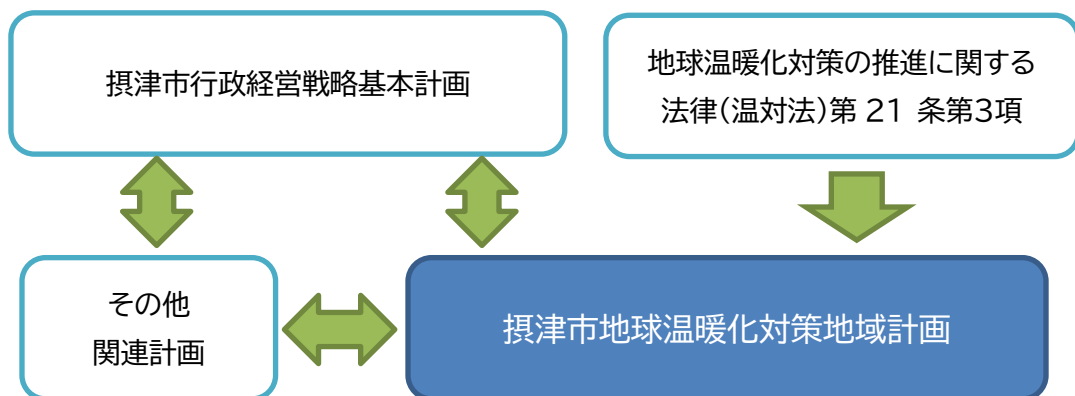 摂津市行政経営戦略基本計画
地球温暖化対策の推進に関する
法律(温対法)第 21 条第3項
その他
関連計画
摂津市地球温暖化対策地域計画